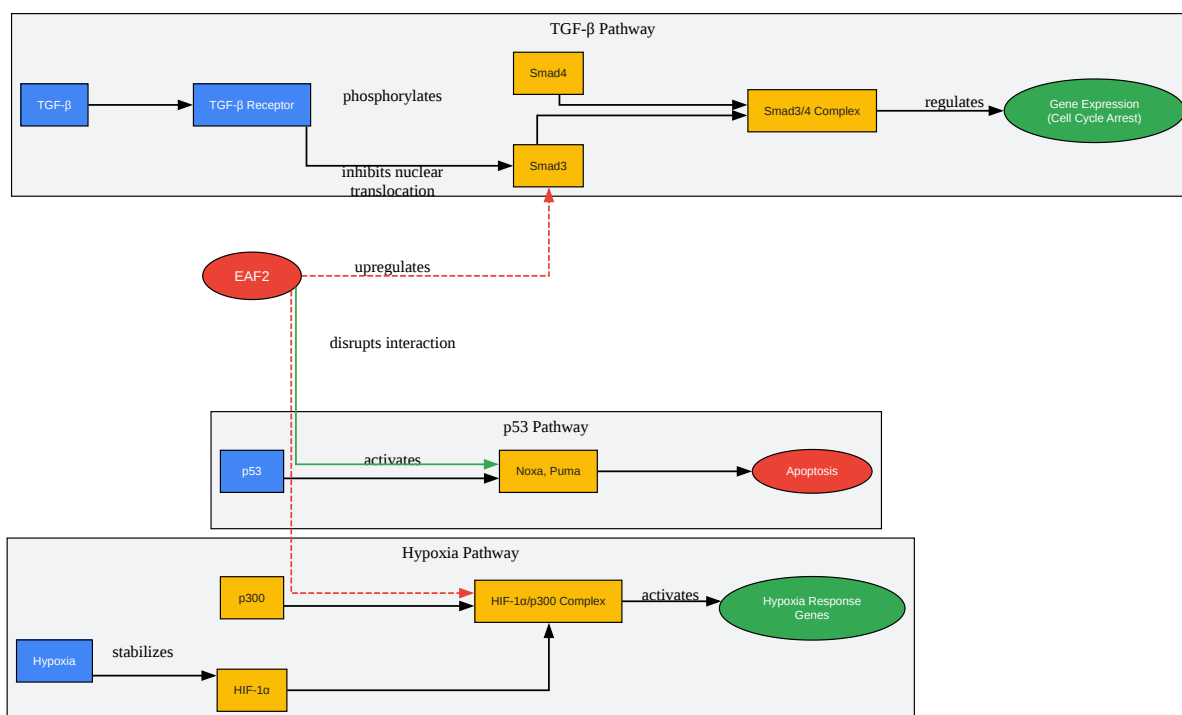 TGF-β Pathway
Smad4
TGF-β
TGF-β Receptor
phosphorylates
Smad3/4 Complex
regulates
Gene Expression
(Cell Cycle Arrest)
Smad3
inhibits nuclear
translocation
EAF2
upregulates
disrupts interaction
p53 Pathway
p53
activates
Noxa, Puma
Apoptosis
Hypoxia Pathway
p300
HIF-1α/p300 Complex
activates
Hypoxia Response
Genes
Hypoxia
stabilizes
HIF-1α